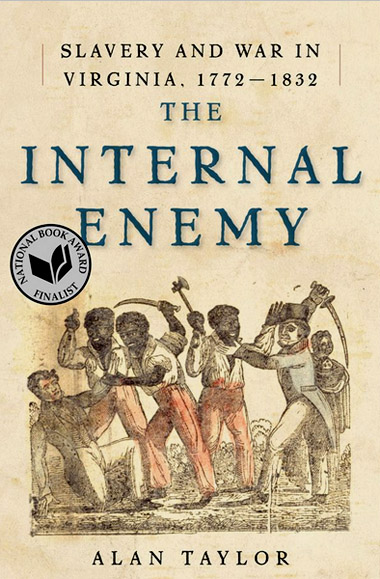 SLAVERY AND WAR IN
VIRGINIA, 1772–1832
THE
INTERNAL
ENEMY
NATIONAL BOOK AWARD
FINALIST
ALAN TAYLOR